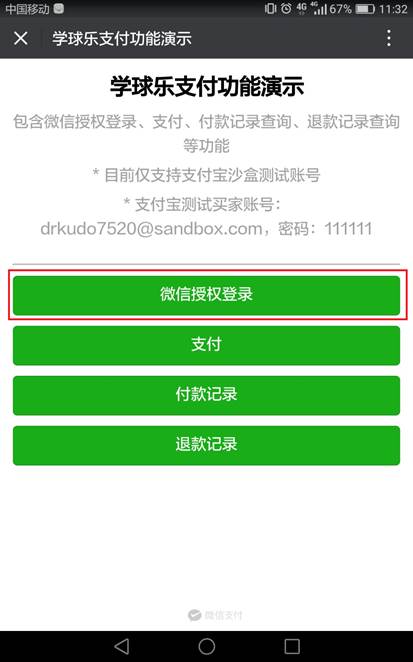 中国移动 4G 4G 67% 11:32
学球乐支付功能演示
学球乐支付功能演示
包含微信授权登录、支付、付款记录查询、退款记录查询
等功能
* 目前仅支持支付宝沙盒测试账号
* 支付宝测试买家账号：
drkudo7520@sandbox.com，密码：111111
微信授权登录
支付
付款记录
退款记录
微信支付